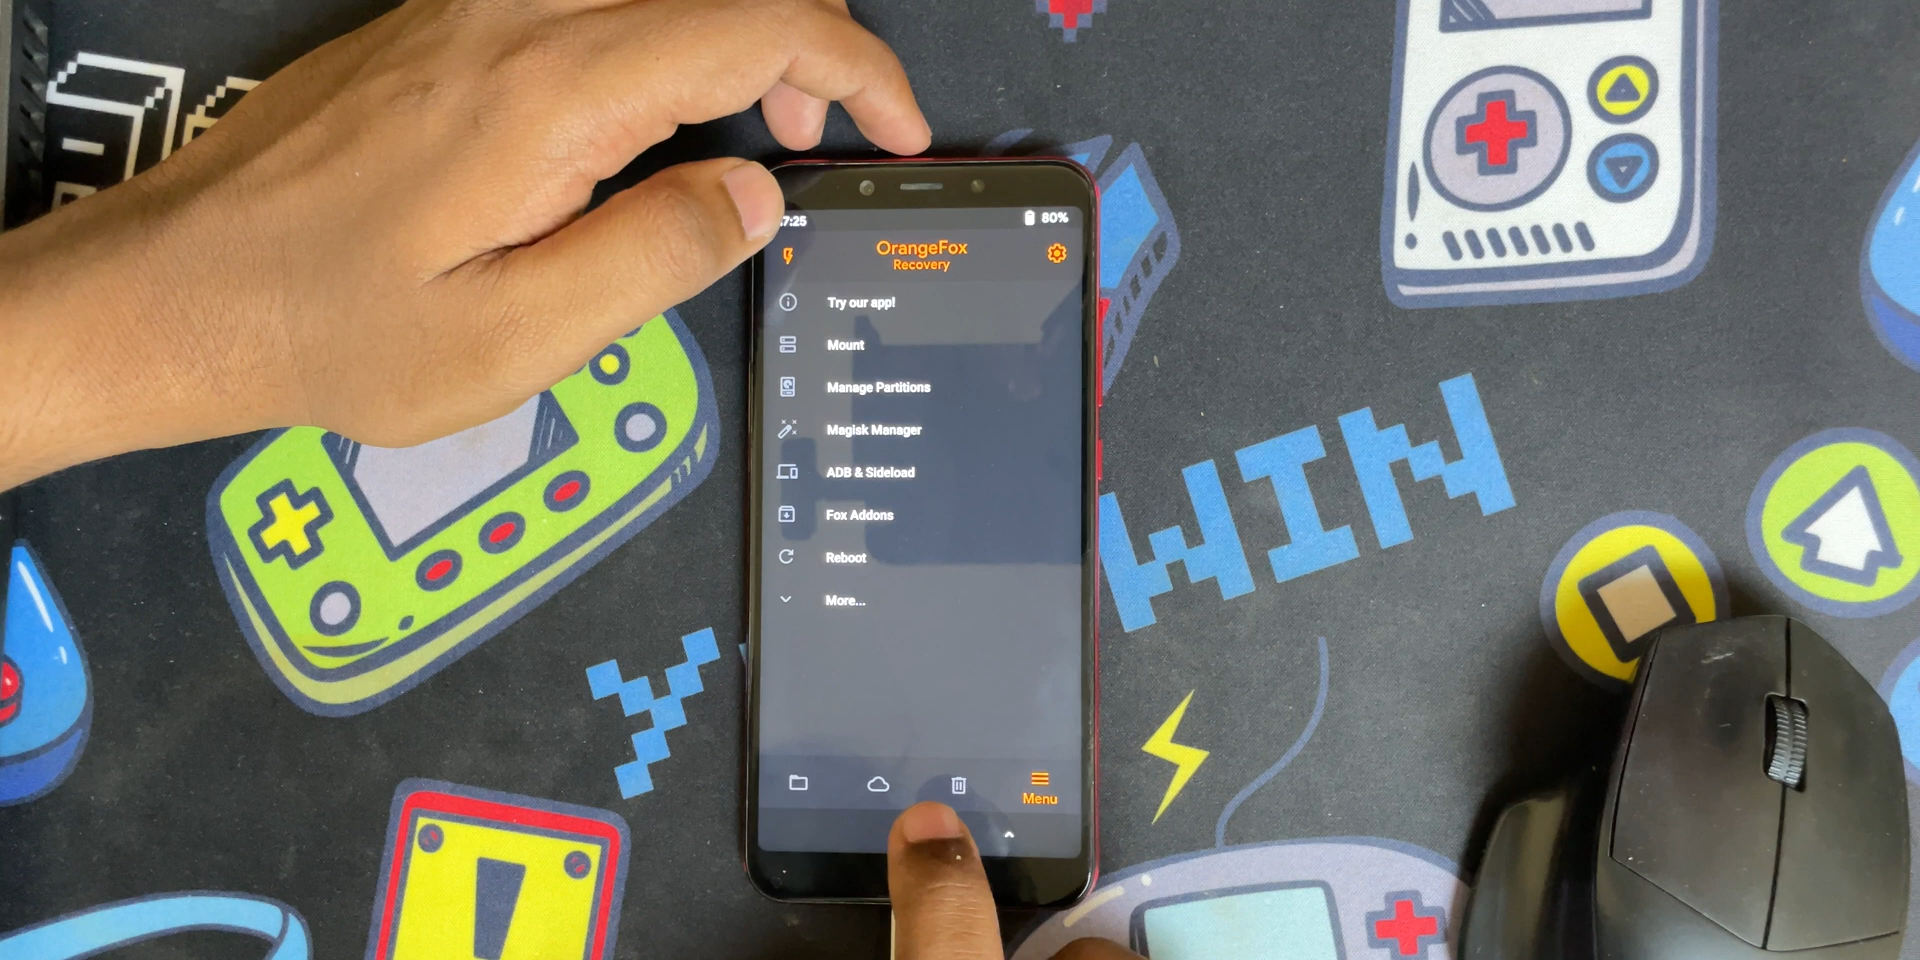 7:25
80%
OrangeFox
Recovery
Try our app!
Mount
Manage Partitions
Magisk Manager
ADB & Sideload
Fox Addons
Reboot
More...
Menu
WIN